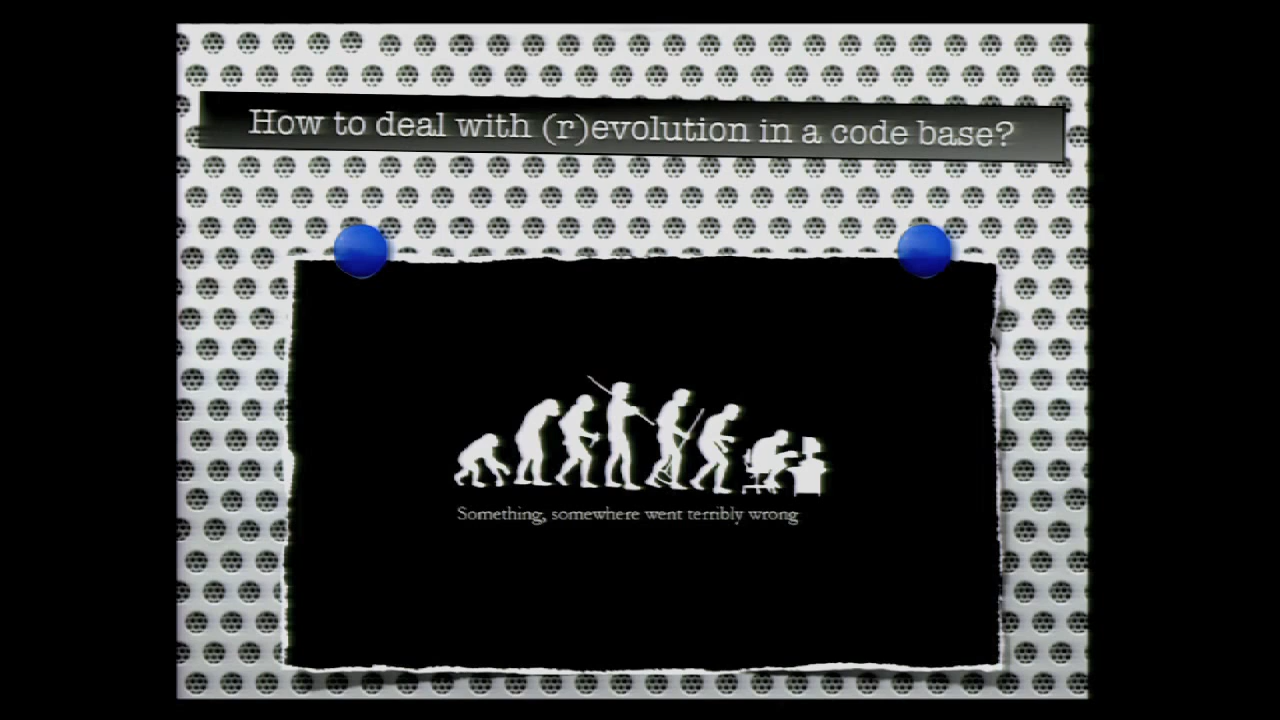 How to deal with (r)evolution in a code base?
Something, somewhere went terribly wrong